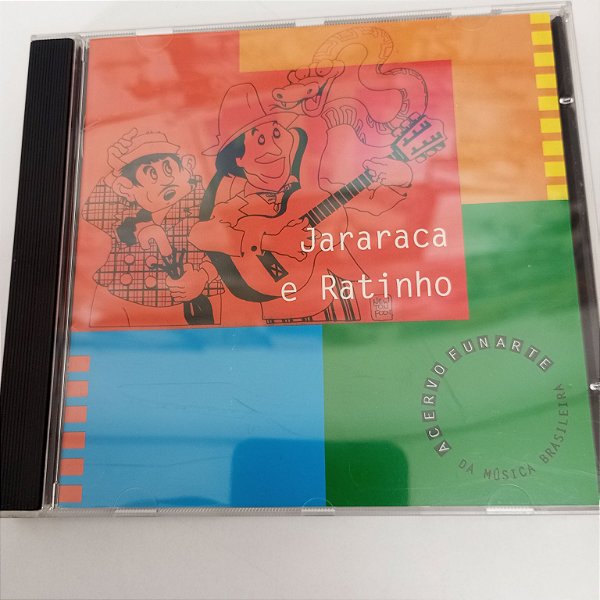 Jararaca
e Ratinho
ACERVO FUNARTE
DA MÚSICA BRASILEIRA